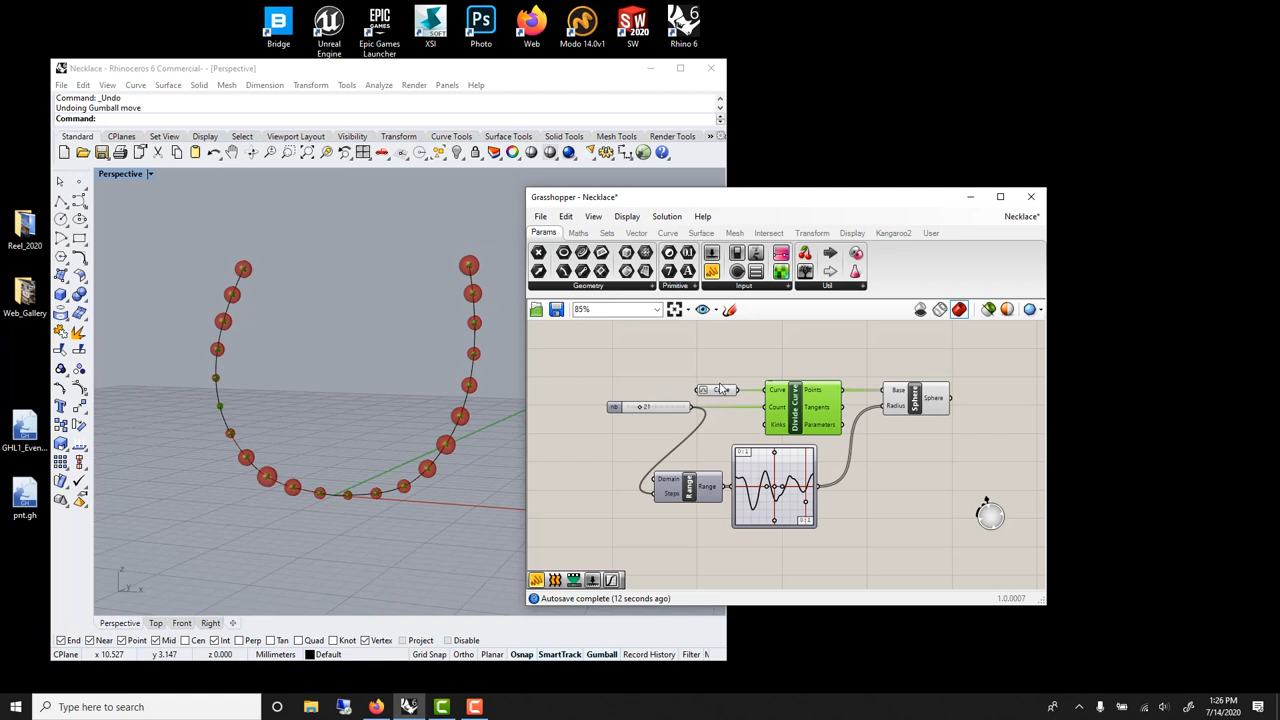 Bridge
Unreal Engine
Epic Games Launcher
XSI
Photo
Web
Modo 14.0v1
SW
Rhino 6
Necklace - Rhinoceros 6 Commercial- - [Perspective]
File Edit View Curve Surface Solid Mesh Dimension Transform Tools Analyze Render Panels Help
Command: _Undo
Undoing Gumball move
Command:
Standard CPlanes Set View Display Select Viewport Layout Visibility Transform Curve Tools Surface Tools Solid Tools Mesh Tools Render Tools
Perspective
Reel_2020
Web_Gallery
GHL1_Even...
pnt.gh
z
y
x
Perspective Top Front Right
End Near Point Mid Cen Int Perp Tan Quad Knot Vertex Project Disable
CPlane x 10.527 y 3.147 z 0.000 Millimeters Default Grid Snap Ortho Planar Osnap SmartTrack Gumball Record History Filter
Grasshopper - Necklace*
File Edit View Display Solution Help Necklace*
Params Maths Sets Vector Curve Surface Mesh Intersect Transform Display Kangaroo2 User
Geometry Primitive Input Util
85%
nb 21
Curve Count Kinks
Divide Curve
Points Tangents Parameters
Base Radius
Sphere
Sphere
Domain Steps
Range
Range
0:1
0:1
Autosave complete (12 seconds ago)
1.0.0007
Type here to search
1:26 PM
7/14/2020